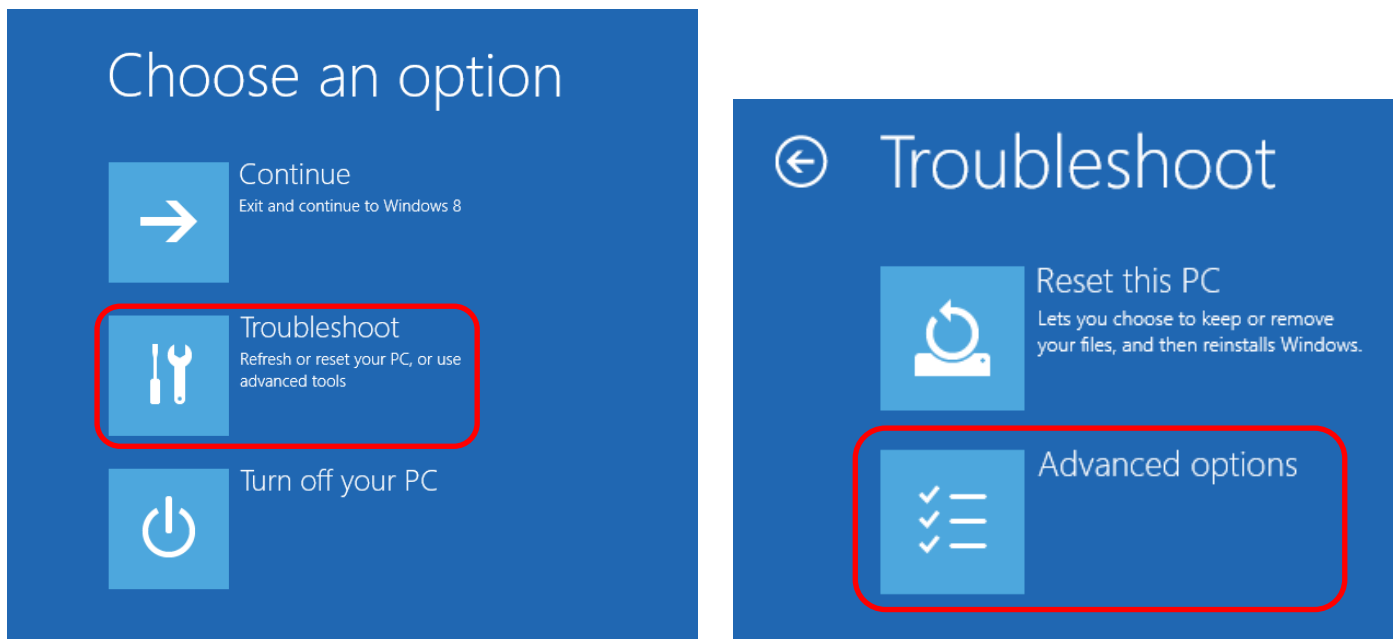 Choose an option
Continue
Exit and continue to Windows 8
Troubleshoot
Refresh or reset your PC, or use
advanced tools
Turn off your PC
Troubleshoot
Reset this PC
Lets you choose to keep or remove
your files, and then reinstalls Windows.
Advanced options